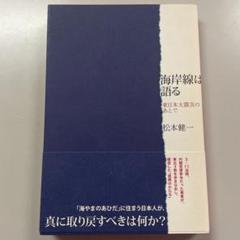 海岸線は
語る
東日本大震災の
あとで
松本健一
「海やまのあひだ」に住まう日本人が、
真に取り戻すべきは何か?